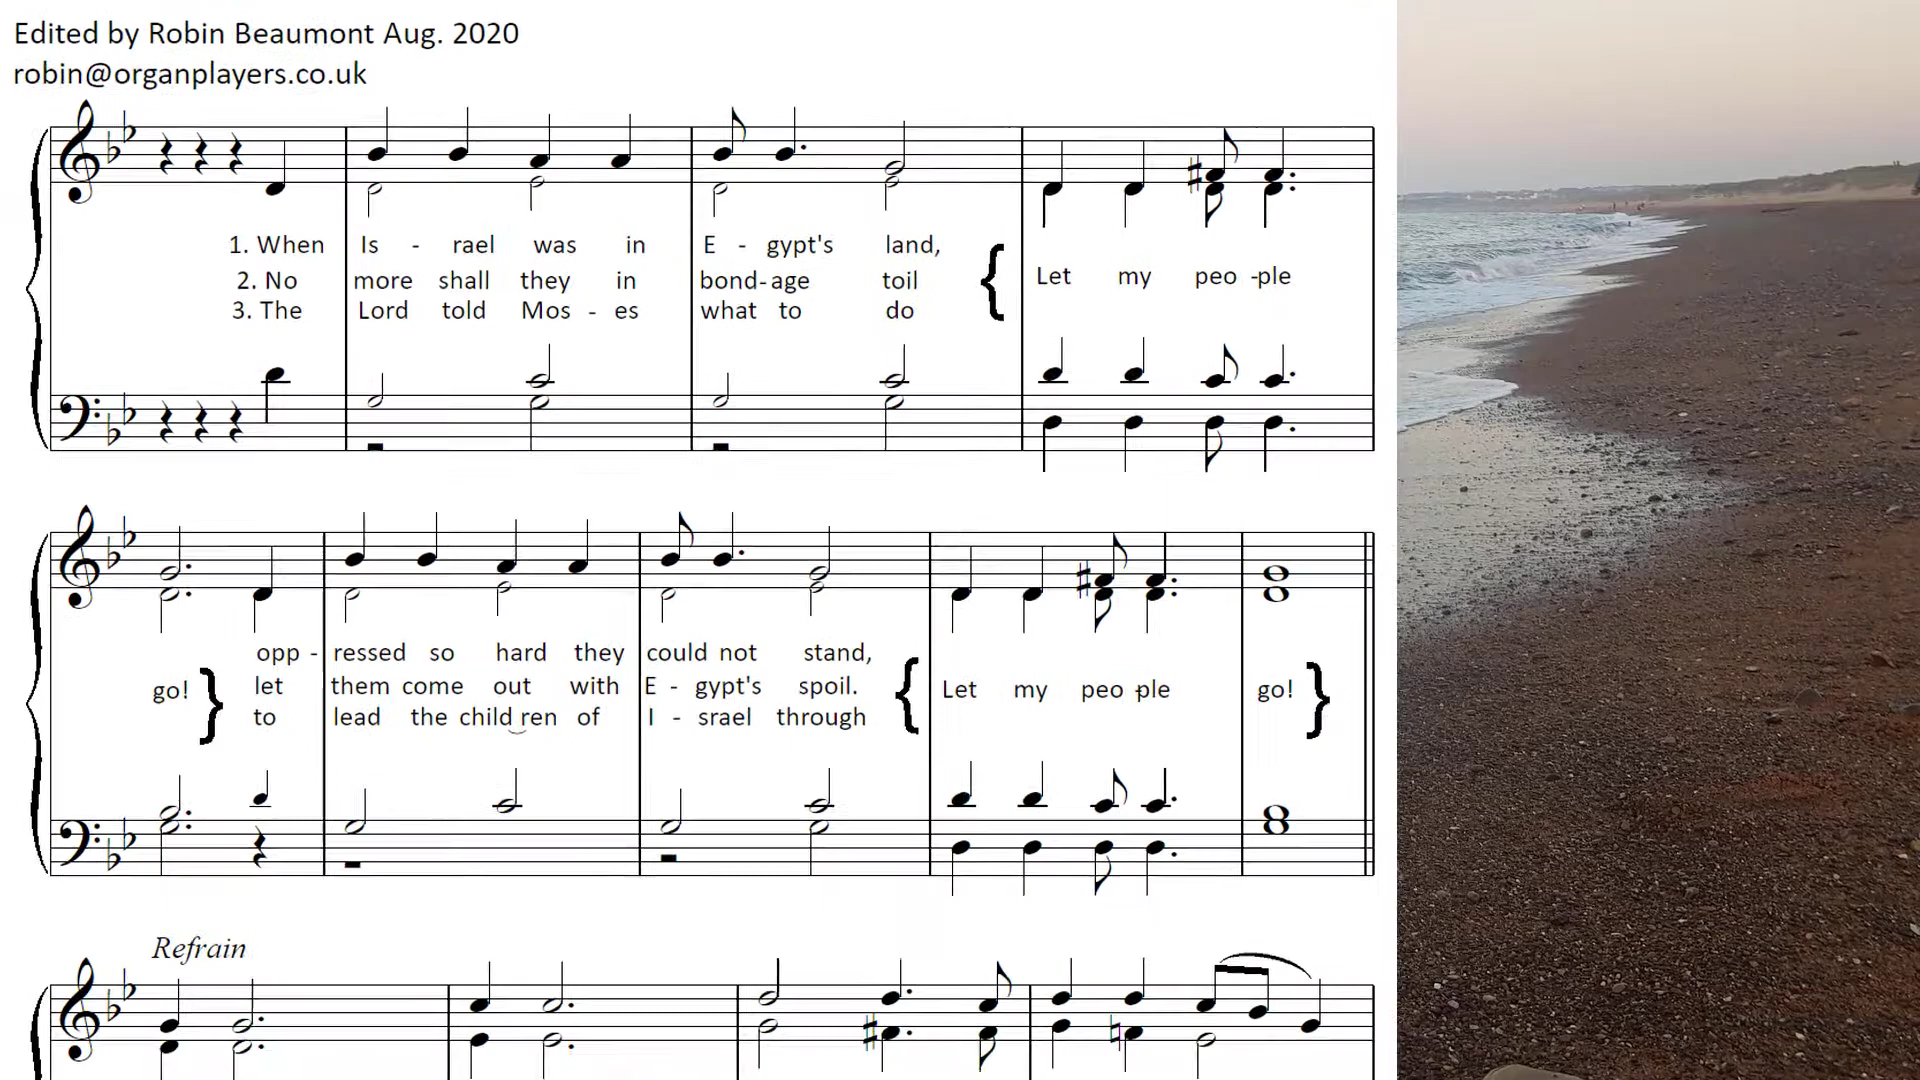 Edited by Robin Beaumont Aug. 2020
robin@organplayers.co.uk
1. When Is - rael was in E - gypt's land,
2. No more shall they in bond-age toil
3. The Lord told Mos - es what to do
{ Let my peo -ple
go! }
opp - ressed so hard they could not stand,
let them come out with E - gypt's spoil.
to lead the child ren of I - srael through
{ Let my peo -ple go! }
Refrain